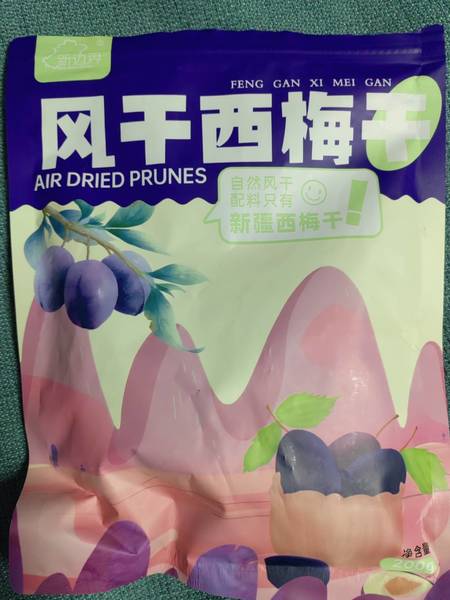 新边界
FENG GAN XI MEI GAN
风干西梅干
AIR DRIED PRUNES
自然风干
配料只有
新疆西梅干!
净含量
200g